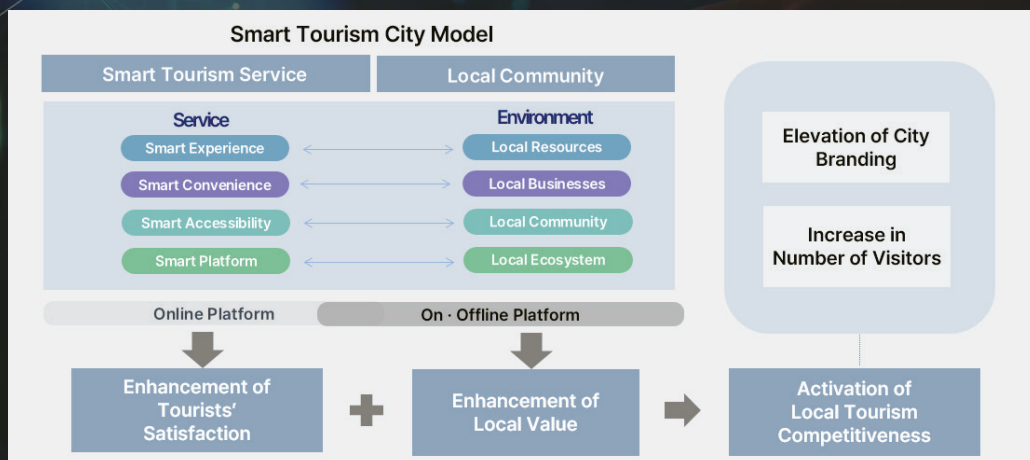 Smart Tourism City Model
Smart Tourism Service
Local Community
Service
Environment
Smart Experience
Local Resources
Smart Convenience
Local Businesses
Smart Accessibility
Local Community
Smart Platform
Local Ecosystem
Online Platform
On · Offline Platform
Enhancement of
Tourists’
Satisfaction
Enhancement of
Local Value
Elevation of City
Branding
Increase in
Number of Visitors
Activation of
Local Tourism
Competitiveness